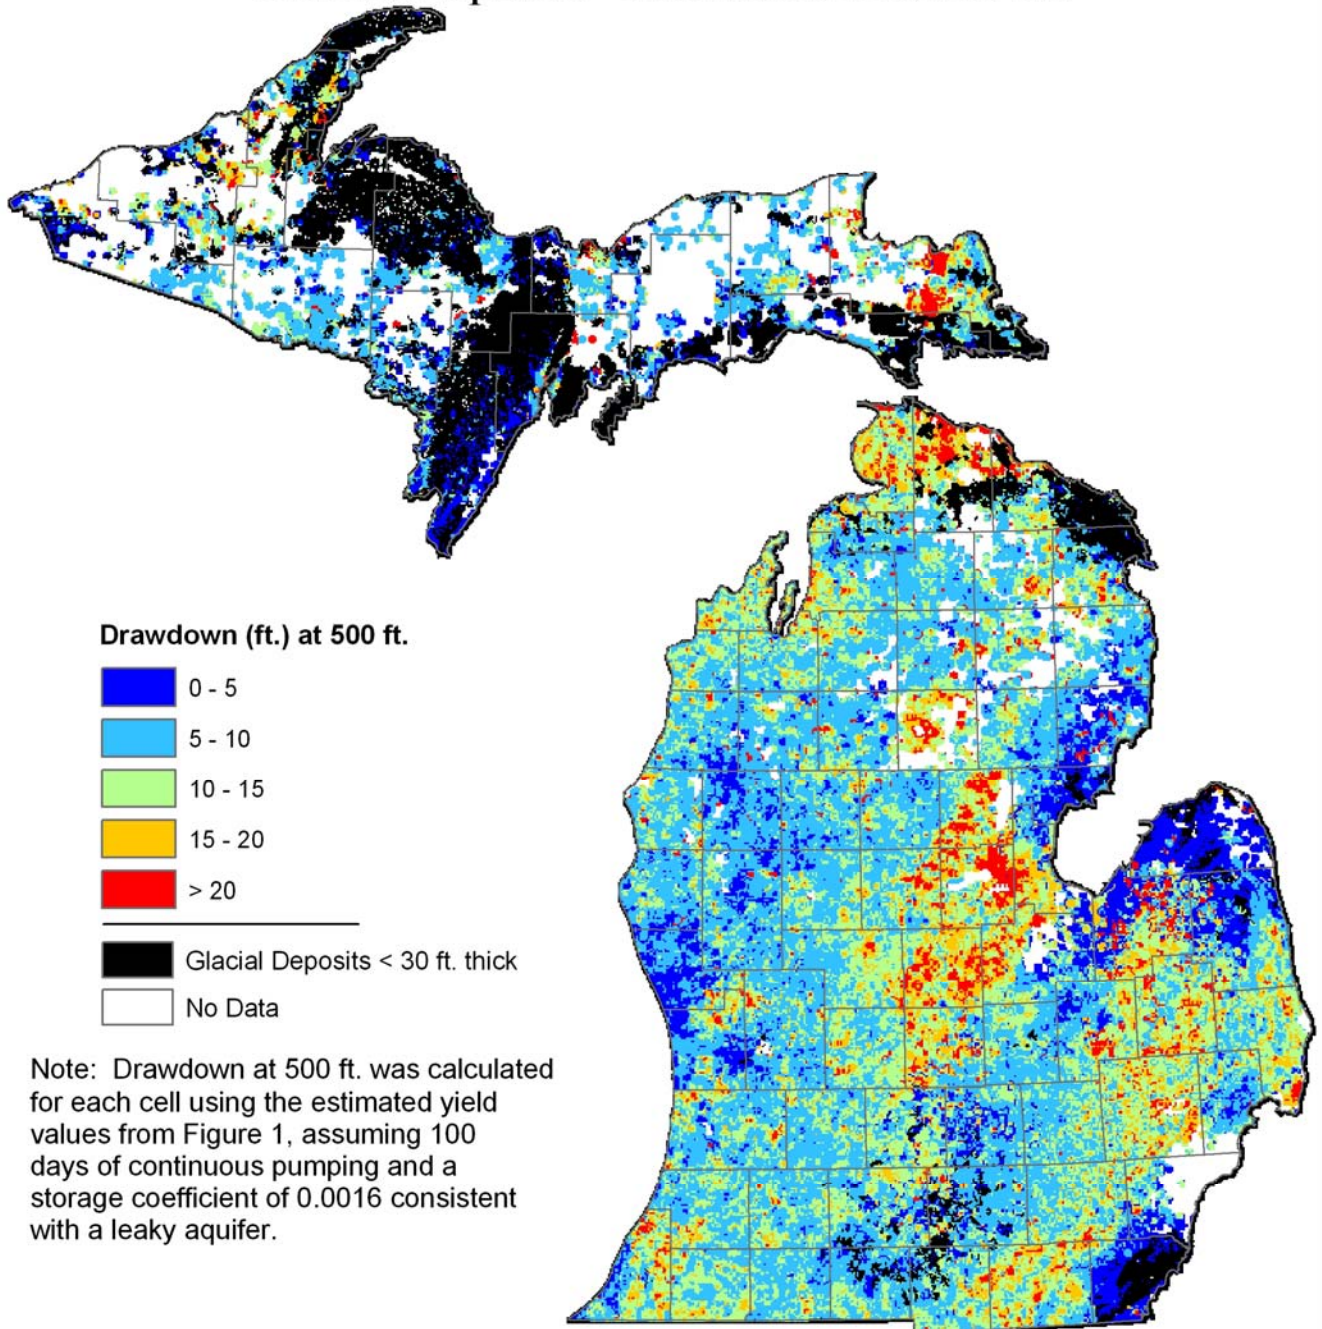 Drawdown (ft.) at 500 ft.
0 - 5
5 - 10
10 - 15
15 - 20
> 20
Glacial Deposits < 30 ft. thick
No Data
Note: Drawdown at 500 ft. was calculated
for each cell using the estimated yield
values from Figure 1, assuming 100
days of continuous pumping and a
storage coefficient of 0.0016 consistent
with a leaky aquifer.